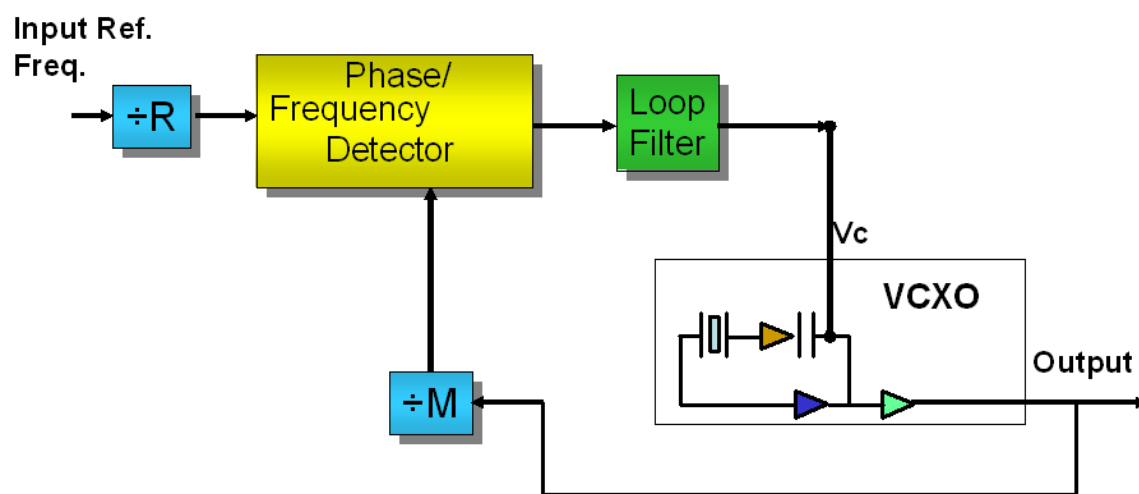 Input Ref.
Freq.
÷R
Phase/
Frequency
Detector
Loop
Filter
Vc
VCXO
Output
÷M